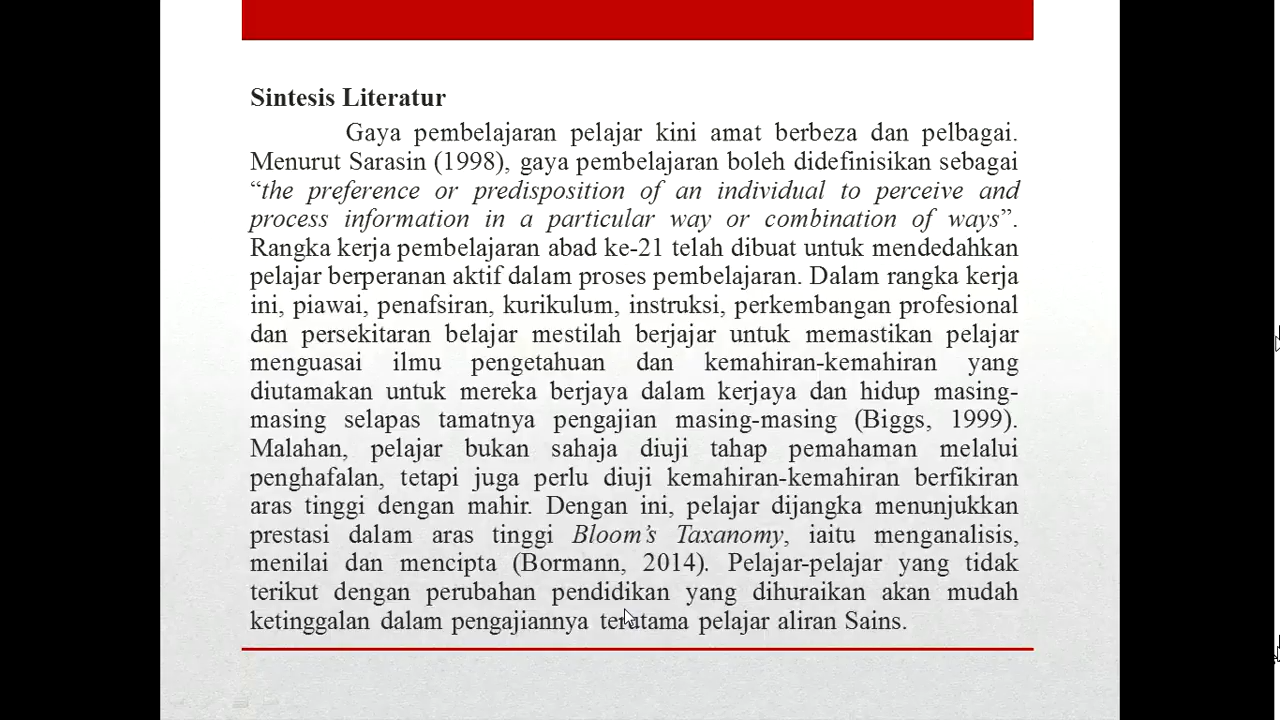 Sintesis Literatur
Gaya pembelajaran pelajar kini amat berbeza dan pelbagai.
Menurut Sarasin (1998), gaya pembelajaran boleh didefinisikan sebagai
“the preference or predisposition of an individual to perceive and
process information in a particular way or combination of ways”.
Rangka kerja pembelajaran abad ke-21 telah dibuat untuk mendedahkan
pelajar berperanan aktif dalam proses pembelajaran. Dalam rangka kerja
ini, piawai, penafsiran, kurikulum, instruksi, perkembangan profesional
dan persekitaran belajar mestilah berjajar untuk memastikan pelajar
menguasai ilmu pengetahuan dan kemahiran-kemahiran yang
diutamakan untuk mereka berjaya dalam kerjaya dan hidup masing-
masing selapas tamatnya pengajian masing-masing (Biggs, 1999).
Malahan, pelajar bukan sahaja diuji tahap pemahaman melalui
penghafalan, tetapi juga perlu diuji kemahiran-kemahiran berfikiran
aras tinggi dengan mahir. Dengan ini, pelajar dijangka menunjukkan
prestasi dalam aras tinggi Bloom’s Taxanomy, iaitu menganalisis,
menilai dan mencipta (Bormann, 2014). Pelajar-pelajar yang tidak
terikut dengan perubahan pendidikan yang dihuraikan akan mudah
ketinggalan dalam pengajiannya terutama pelajar aliran Sains.